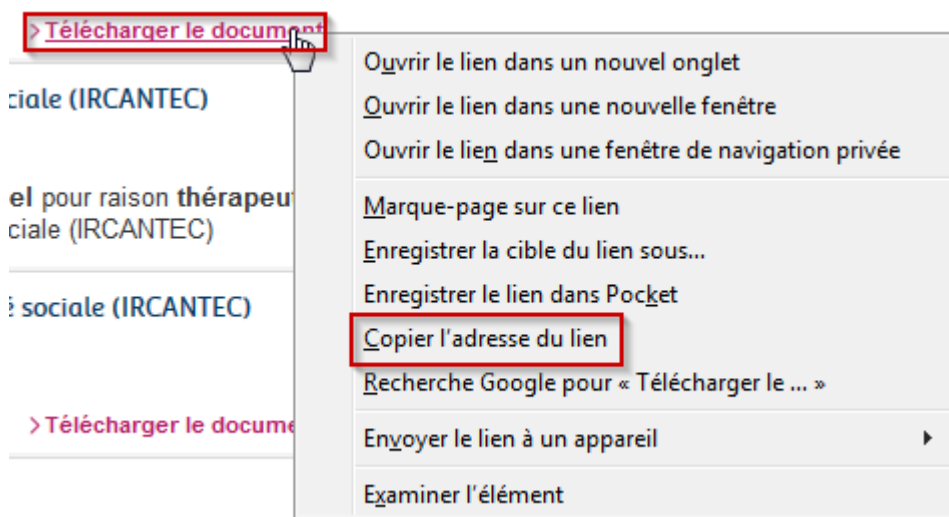 >Télécharger le document
ciale (IRCANTEC)
el pour raison thérapeu
ciale (IRCANTEC)
é sociale (IRCANTEC)
>Télécharger le docume
Ouvrir le lien dans un nouvel onglet
Ouvrir le lien dans une nouvelle fenêtre
Ouvrir le lien dans une fenêtre de navigation privée
Marque-page sur ce lien
Enregistrer la cible du lien sous...
Enregistrer le lien dans Pocket
Copier l'adresse du lien
Recherche Google pour « Télécharger le ... »
Envoyer le lien à un appareil
Examiner l'élément